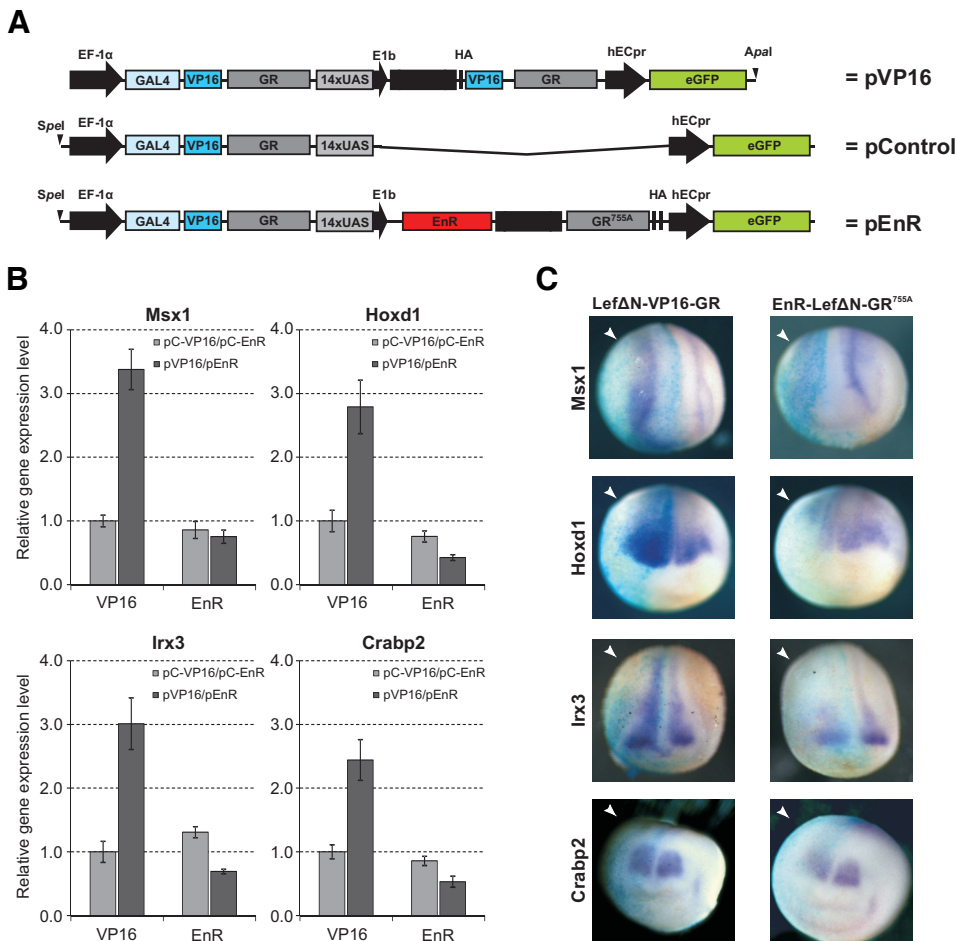 A
EF-1α E1b HA hECpr ApaI
GAL4 VP16 GR 14xUAS VP16 GR eGFP = pVP16
SpeI EF-1α hECpr
GAL4 VP16 GR 14xUAS eGFP = pControl
SpeI EF-1α E1b HA hECpr
GAL4 VP16 GR 14xUAS EnR GR755A eGFP = pEnR
B
Msx1
Relative gene expression level
4.0
3.0
2.0
1.0
0.0
pC-VP16/pC-EnR
pVP16/pEnR
VP16 EnR
Hoxd1
4.0
3.0
2.0
1.0
0.0
pC-VP16/pC-EnR
pVP16/pEnR
VP16 EnR
Irx3
Relative gene expression level
4.0
3.0
2.0
1.0
0.0
pC-VP16/pC-EnR
pVP16/pEnR
VP16 EnR
Crabp2
4.0
3.0
2.0
1.0
0.0
pC-VP16/pC-EnR
pVP16/pEnR
VP16 EnR
C
LefΔN-VP16-GR EnR-LefΔN-GR755A
Msx1
Hoxd1
Irx3
Crabp2